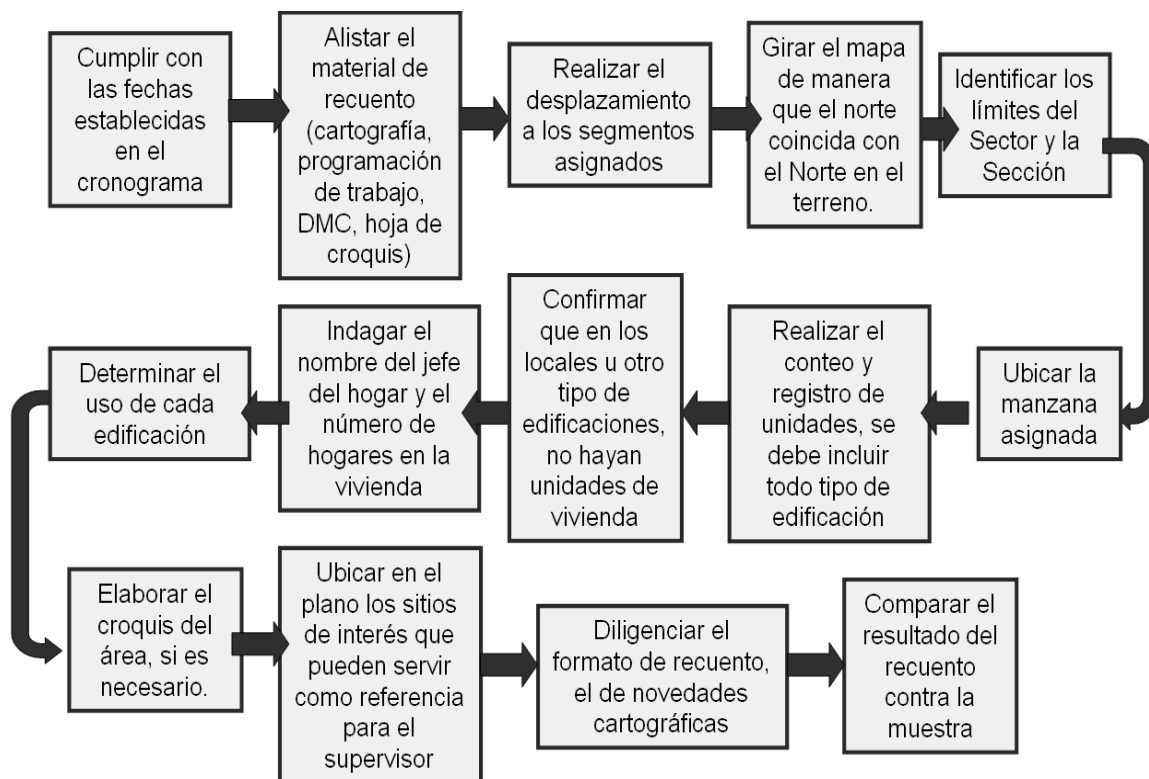 Cumplir con
las fechas
establecidas
en el
cronograma
Alistar el
material de
recuento
(cartografía,
programación
de trabajo,
DMC, hoja de
croquis)
Realizar el
desplazamiento
a los segmentos
asignados
Girar el mapa
de manera
que el norte
coincida con
el Norte en el
terreno.
Identificar los
límites del
Sector y la
Sección
Ubicar la
manzana
asignada
Realizar el
conteo y
registro de
unidades, se
debe incluir
todo tipo de
edificación
Confirmar
que en los
locales u otro
tipo de
edificaciones,
no hayan
unidades de
vivienda
Indagar el
nombre del jefe
del hogar y el
número de
hogares en la
vivienda
Determinar el
uso de cada
edificación
Elaborar el
croquis del
área, si es
necesario.
Ubicar en el
plano los sitios
de interés que
pueden servir
como referencia
para el
supervisor
Diligenciar el
formato de recuento,
el de novedades
cartográficas
Comparar el
resultado del
recuento
contra la
muestra